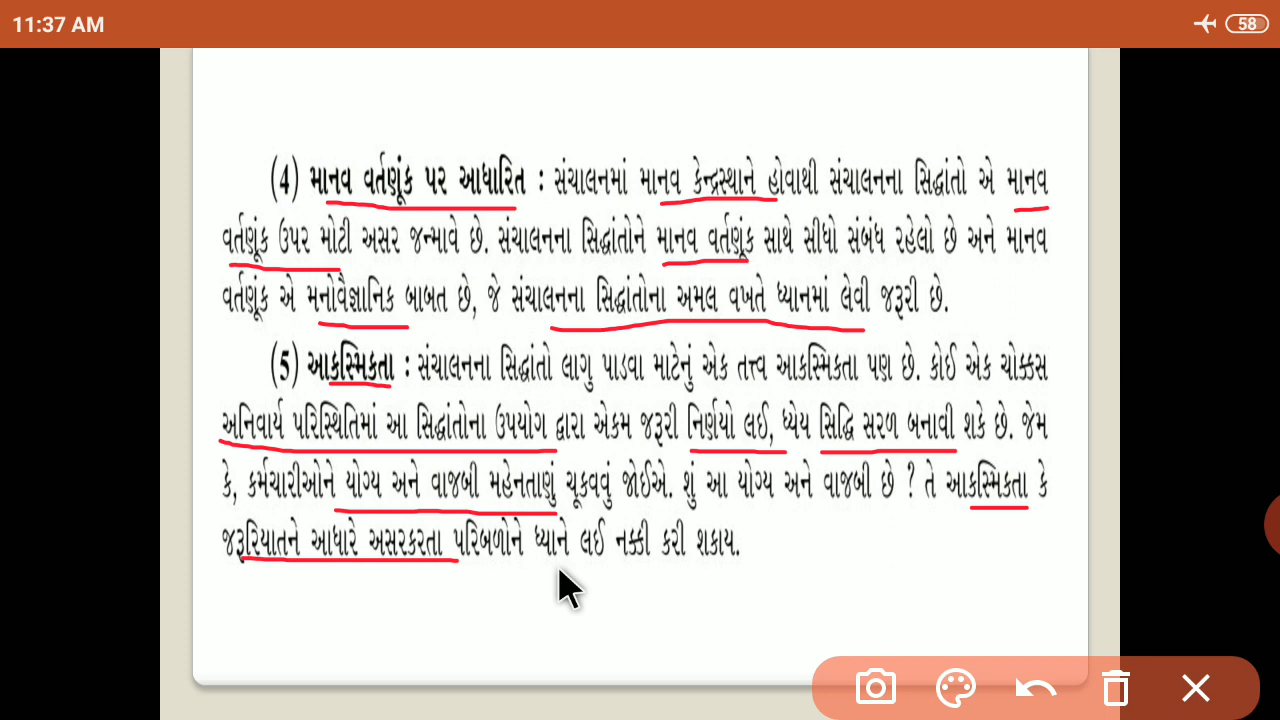 11:37 AM
58
(4) માનવ વર્તણૂંક પર આધારિત : સંચાલનમાં માનવ કેન્દ્રસ્થાને હોવાથી સંચાલનના સિદ્ધાંતો એ માનવ
વર્તણૂંક ઉપર મોટી અસર જન્માવે છે. સંચાલનના સિદ્ધાંતોને માનવ વર્તણૂંક સાથે સીધો સંબંધ રહેલો છે અને માનવ
વર્તણૂંક એ મનોવૈજ્ઞાનિક બાબત છે, જે સંચાલનના સિદ્ધાંતોના અમલ વખતે ધ્યાનમાં લેવી જરૂરી છે.
(5) આકસ્મિકતા : સંચાલનના સિદ્ધાંતો લાગુ પાડવા માટેનું એક તત્ત્વ આકસ્મિકતા પણ છે. કોઈ એક ચોક્કસ
અનિવાર્ય પરિસ્થિતિમાં આ સિદ્ધાંતોના ઉપયોગ દ્વારા એકમ જરૂરી નિર્ણયો લઈ, ધ્યેય સિદ્ધિ સરળ બનાવી શકે છે. જેમ
કે, કર્મચારીઓને યોગ્ય અને વાજબી મહેનતાણું ચૂકવવું જોઈએ. શું આ યોગ્ય અને વાજબી છે ? તે આકસ્મિકતા કે
જરૂરિયાતને આધારે અસરકરતા પરિબળોને ધ્યાને લઈ નક્કી કરી શકાય.